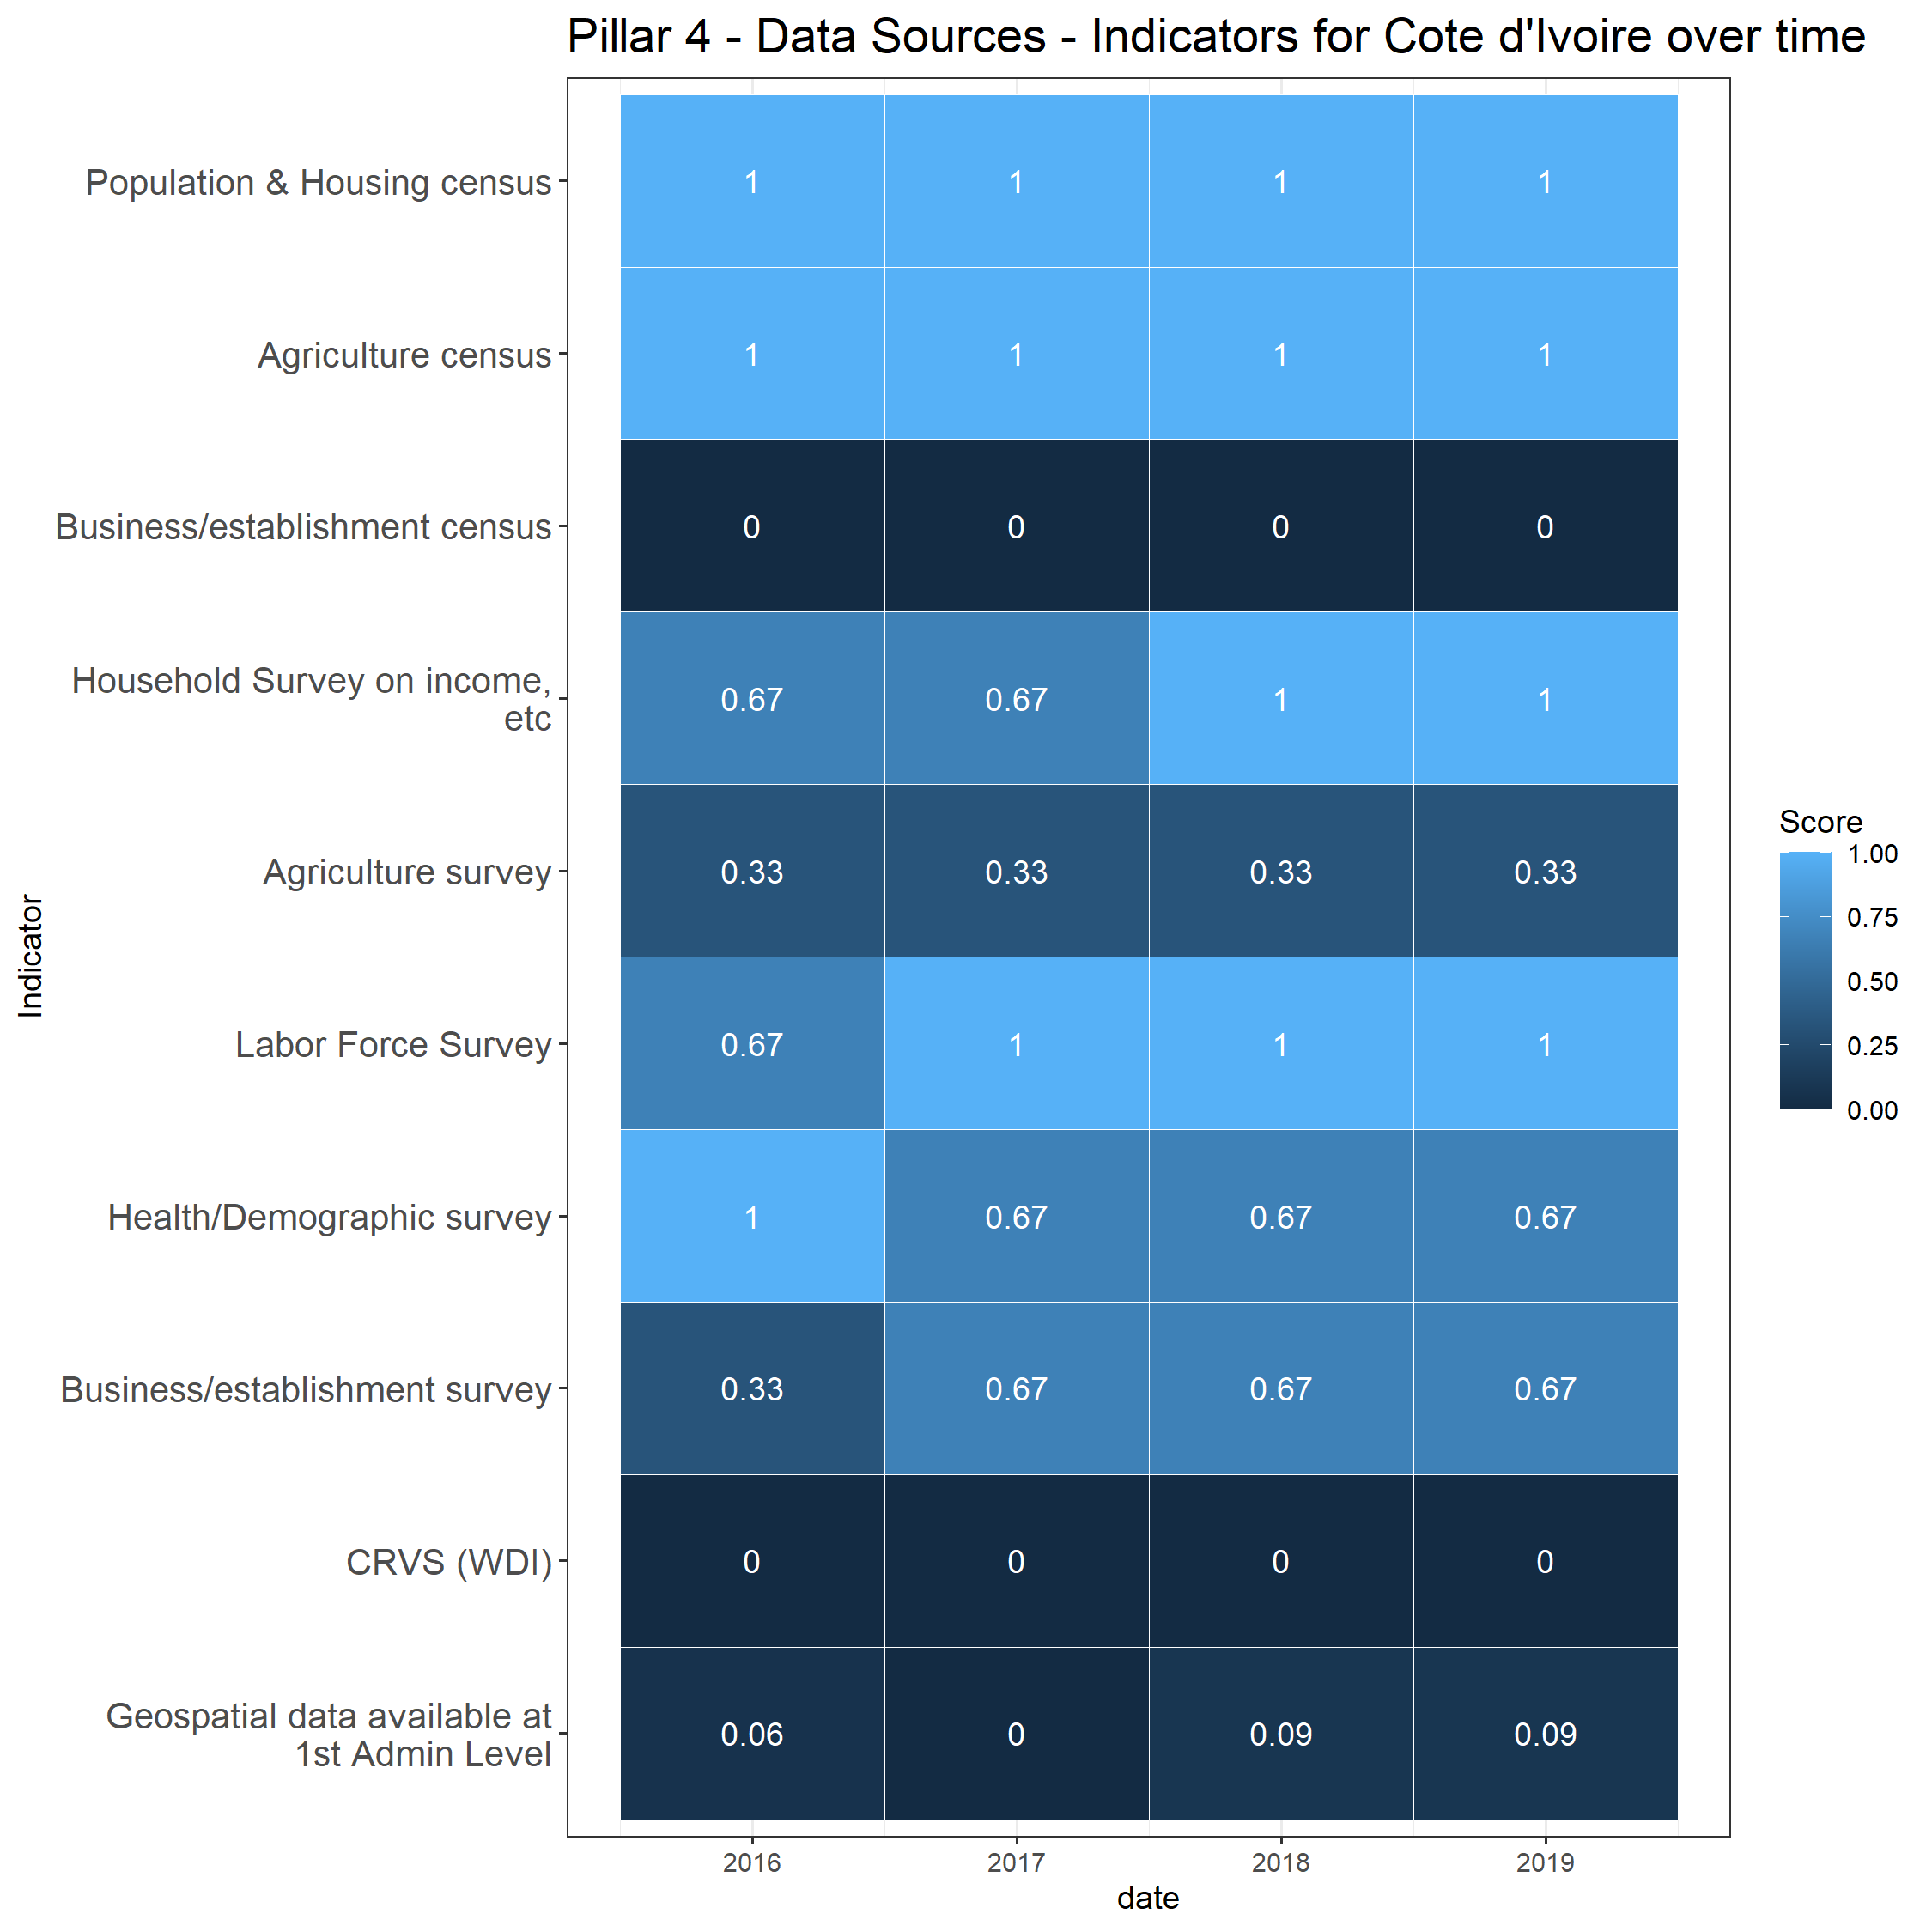 Pillar 4 - Data Sources - Indicators for Cote d'Ivoire over time
Population & Housing census
1 1 1 1
Agriculture census
1 1 1 1
Business/establishment census
0 0 0 0
Household Survey on income,
etc
0.67 0.67 1 1
Agriculture survey
0.33 0.33 0.33 0.33
Labor Force Survey
0.67 1 1 1
Health/Demographic survey
1 0.67 0.67 0.67
Business/establishment survey
0.33 0.67 0.67 0.67
CRVS (WDI)
0 0 0 0
Geospatial data available at
1st Admin Level
0.06 0 0.09 0.09
2016 2017 2018 2019
date
Indicator
Score
1.00
0.75
0.50
0.25
0.00